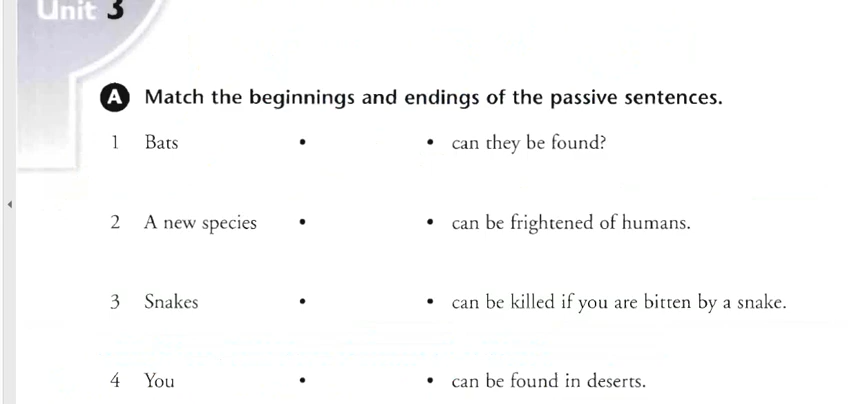 Unit 3
A Match the beginnings and endings of the passive sentences.
1 Bats • • can they be found?
2 A new species • • can be frightened of humans.
3 Snakes • • can be killed if you are bitten by a snake.
4 You • • can be found in deserts.